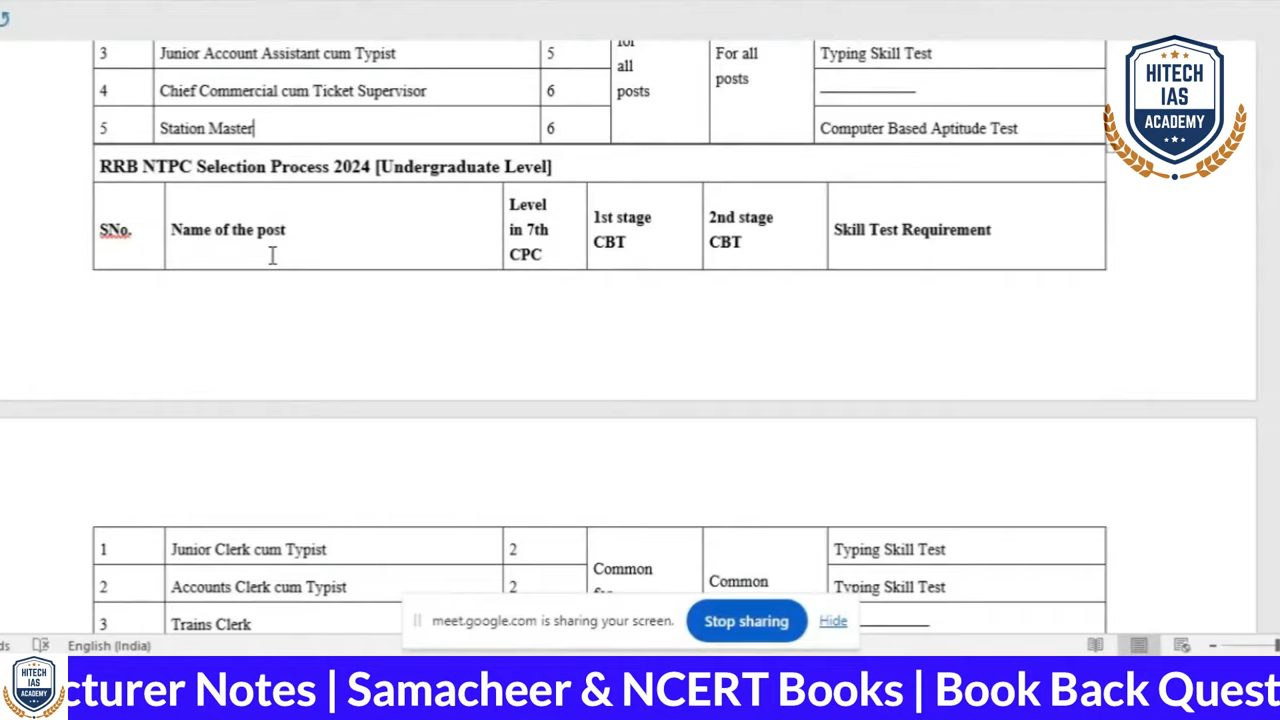 3 Junior Account Assistant cum Typist 5 for all posts For all posts Typing Skill Test
4 Chief Commercial cum Ticket Supervisor 6
5 Station Master 6 Computer Based Aptitude Test
RRB NTPC Selection Process 2024 [Undergraduate Level]
SNo. Name of the post Level in 7th CPC 1st stage CBT 2nd stage CBT Skill Test Requirement
1 Junior Clerk cum Typist 2 Common Common Typing Skill Test
2 Accounts Clerk cum Typist 2 Typing Skill Test
3 Trains Clerk
meet.google.com is sharing your screen. Stop sharing Hide
English (India)
HITECH
IAS
ACADEMY
HITECH
IAS
ACADEMY
cturer Notes | Samacheer & NCERT Books | Book Back Quest